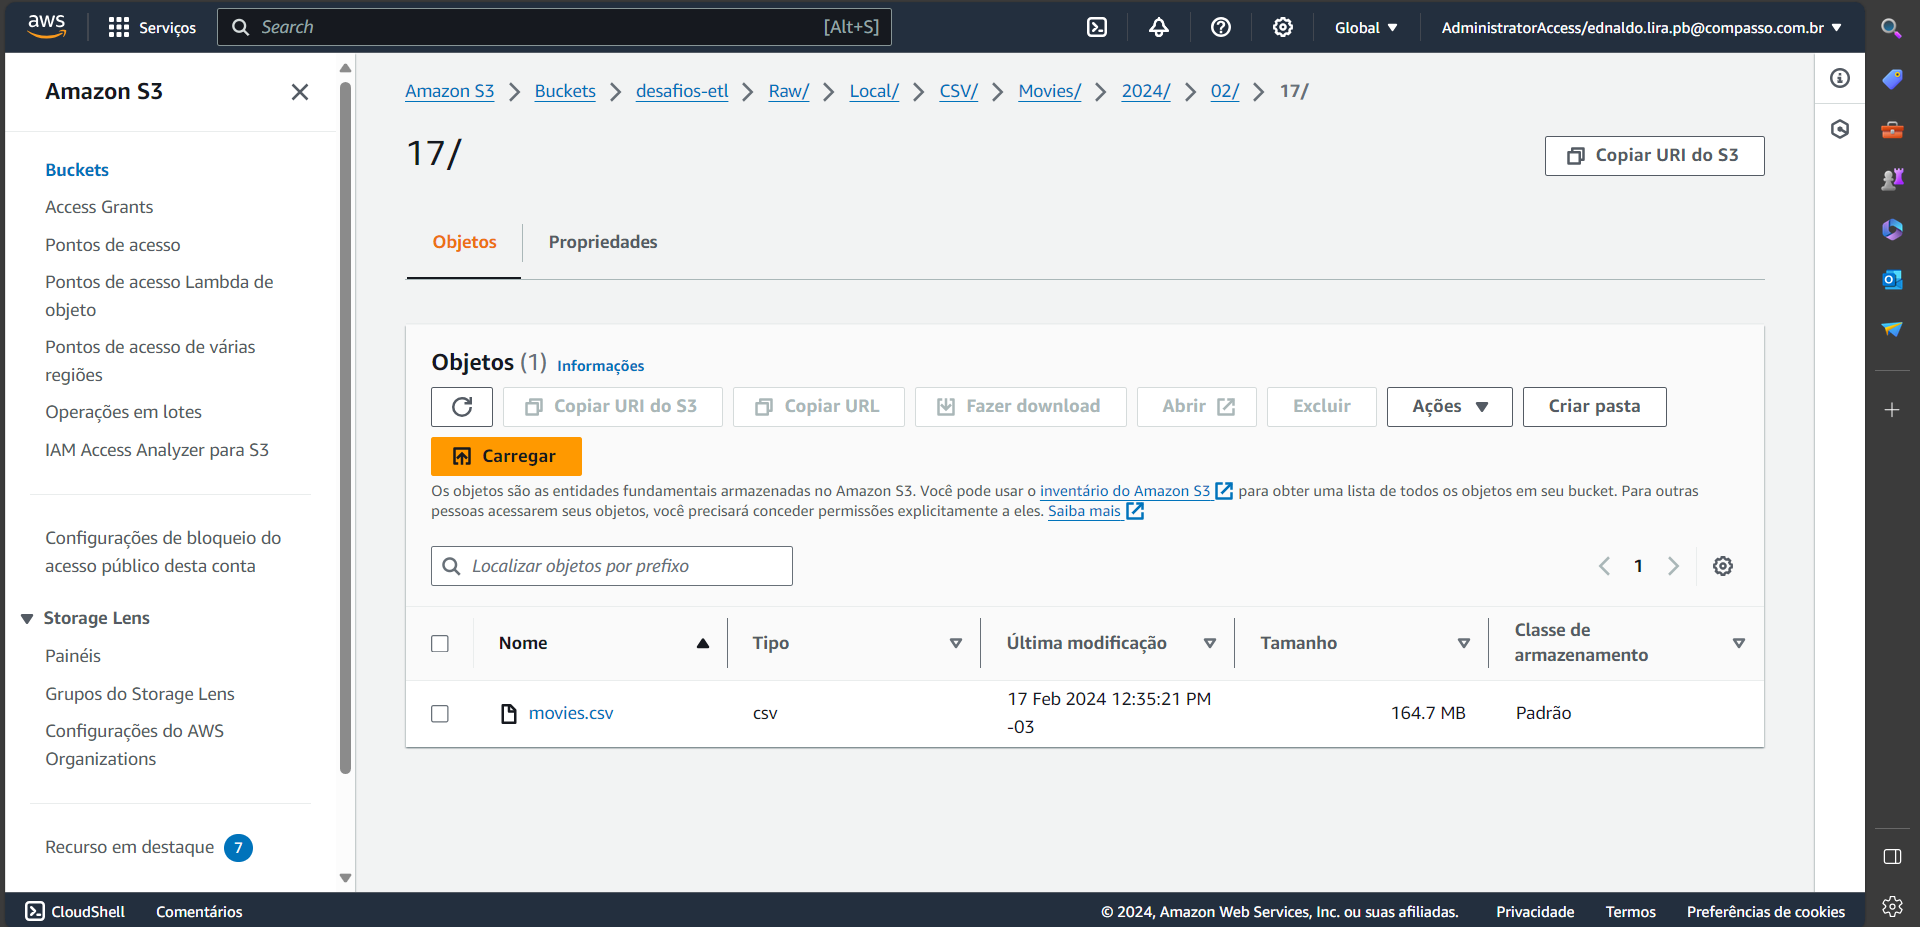 aws
Serviços
Search
[Alt+S]
Global
AdministratorAccess/ednaldo.lira.pb@compasso.com.br
Amazon S3
Buckets
Access Grants
Pontos de acesso
Pontos de acesso Lambda de
objeto
Pontos de acesso de várias
regiões
Operações em lotes
IAM Access Analyzer para S3
Configurações de bloqueio do
acesso público desta conta
Storage Lens
Painéis
Grupos do Storage Lens
Configurações do AWS
Organizations
Recurso em destaque 7
Amazon S3 Buckets desafios-etl Raw/ Local/ CSV/ Movies/ 2024/ 02/ 17/
17/
Copiar URI do S3
Objetos
Propriedades
Objetos (1) Informações
Copiar URI do S3
Copiar URL
Fazer download
Abrir
Excluir
Ações
Criar pasta
Carregar
Os objetos são as entidades fundamentais armazenadas no Amazon S3. Você pode usar o inventário do Amazon S3 para obter uma lista de todos os objetos em seu bucket. Para outras
pessoas acessarem seus objetos, você precisará conceder permissões explicitamente a eles. Saiba mais
Localizar objetos por prefixo
1
Nome
Tipo
Última modificação
Tamanho
Classe de
armazenamento
movies.csv
csv
17 Feb 2024 12:35:21 PM
-03
164.7 MB
Padrão
CloudShell
Comentários
© 2024, Amazon Web Services, Inc. ou suas afiliadas.
Privacidade
Termos
Preferências de cookies